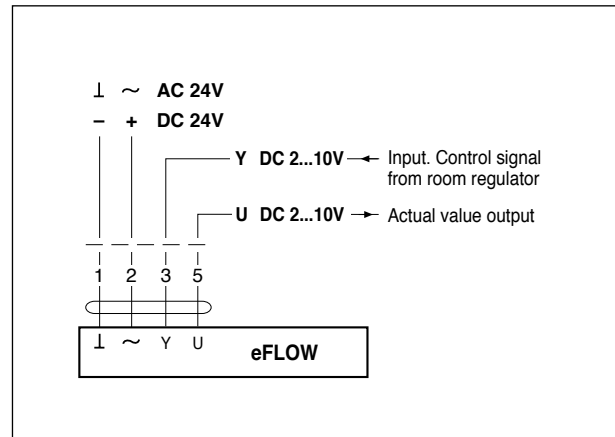 ⊥ ~ AC 24V
– + DC 24V
Y DC 2...10V Input. Control signal
from room regulator
U DC 2...10V Actual value output
1 2 3 5
⊥ ~ Y U eFLOW